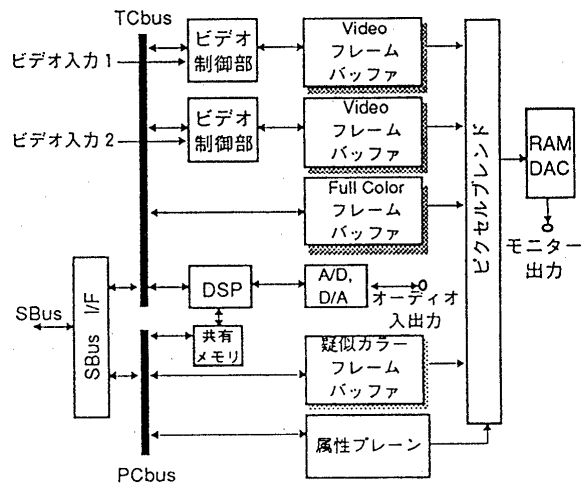 TCbus
ビデオ入力1
ビデオ
制御部
Video
フレーム
バッファ
ビデオ入力2
ビデオ
制御部
Video
フレーム
バッファ
Full Color
フレーム
バッファ
ピクセルブレンド
RAM
DAC
モニター
出力
SBus
SBus I/F
DSP
A/D,
D/A
オーディオ
入出力
共有
メモリ
疑似カラー
フレーム
バッファ
属性プレーン
PCbus